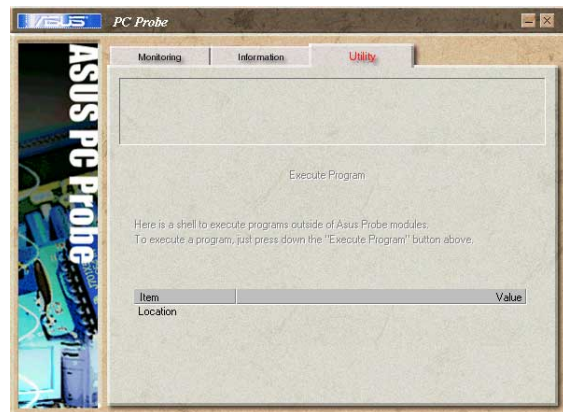 ASUS PC Probe
Monitoring Information Utility
ASUS PC Probe
Execute Program
Here is a shell to execute programs outside of Asus Probe modules.
To execute a program, just press down the "Execute Program" button above.
Item Value
Location